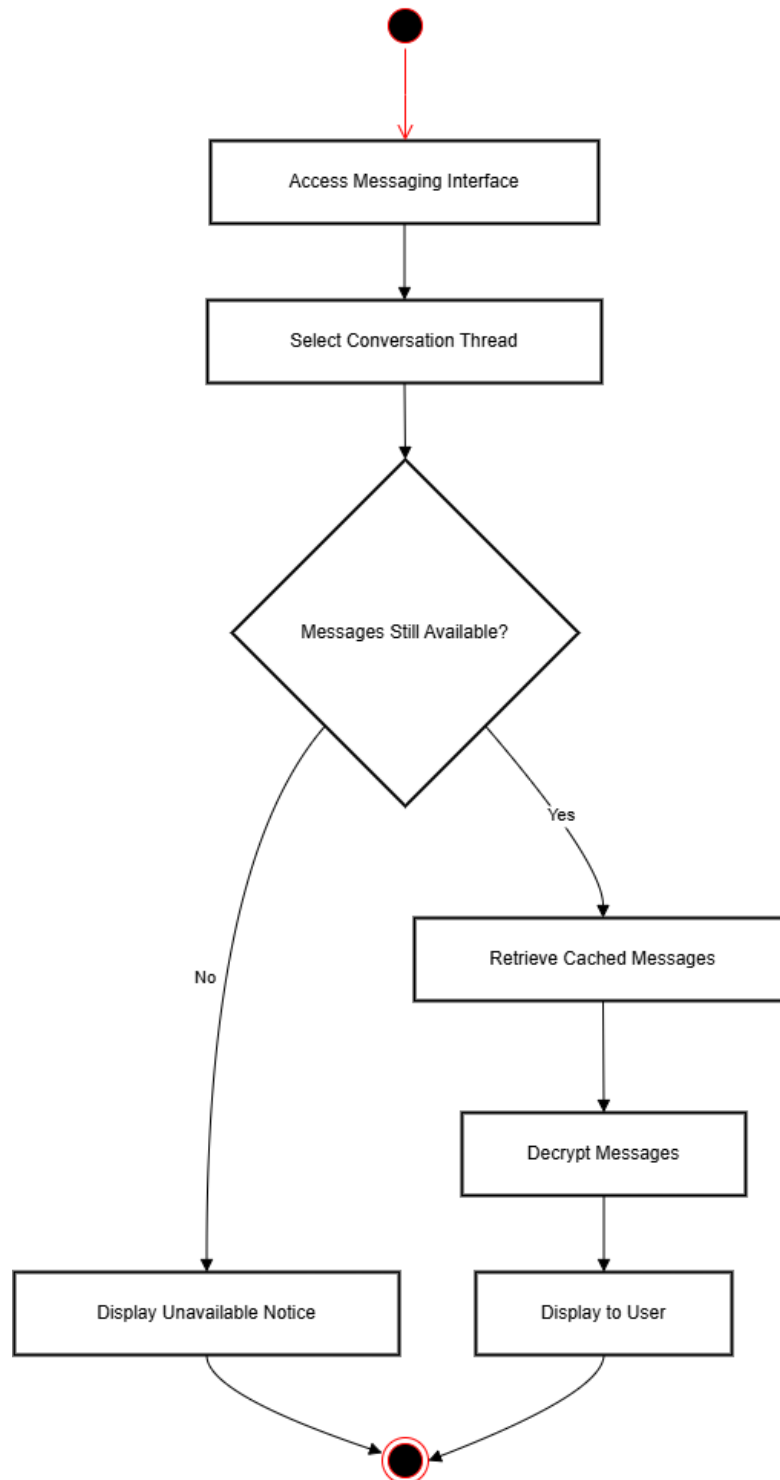 Access Messaging Interface
Select Conversation Thread
Messages Still Available?
Yes
Retrieve Cached Messages
No
Decrypt Messages
Display Unavailable Notice
Display to User